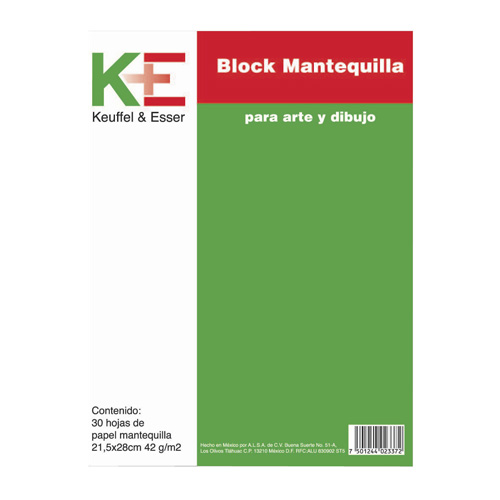 K+E
Keuffel & Esser
Block Mantequilla
para arte y dibujo
Contenido:
30 hojas de
papel mantequilla
21,5x28cm 42 g/m2
Hecho en México por A.L.S.A. de C.V. Buena Suerte No. 51-A,
Los Olivos Tláhuac C.P. 13210 México D.F. RFC:ALU 830902 ST5
7 501244 023372